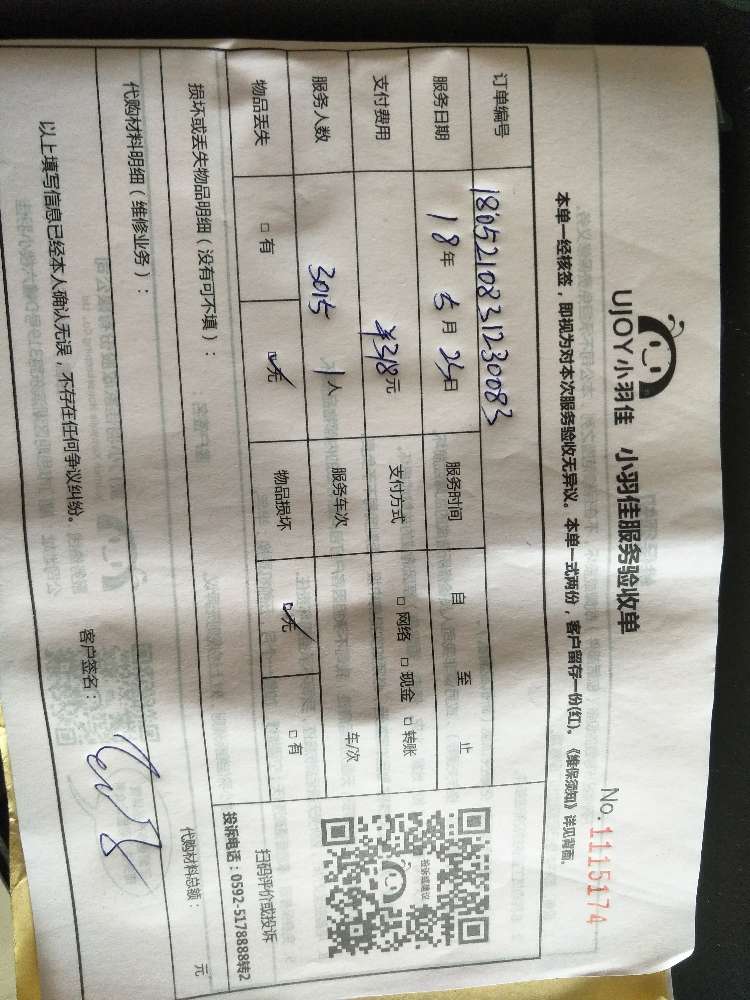 UJOY小羽佳 小羽佳服务验收单
No.11115174
本单一经核签，即视为对本次服务验收无异议。本单一式两份，客户留存一份(红)。《维保须知》详见背面。
订单编号 1805210831230083
服务日期 18年 5月 25日 服务时间 自 至 止
支付费用 ¥318元 支付方式 □网络 □现金 □转账
服务人数 3015 1人 服务车次 车/次
物品丢失 □有 ☑无 物品损坏 ☑无 □有
损坏或丢失物品明细（没有可不填）：
代购材料明细（维修业务）：
代购材料总额： 元
以上填写信息已经本人确认无误，不存在任何争议纠纷。
客户签名：
投诉或建议
扫码评价或投诉
投诉电话：0592-5178888转2